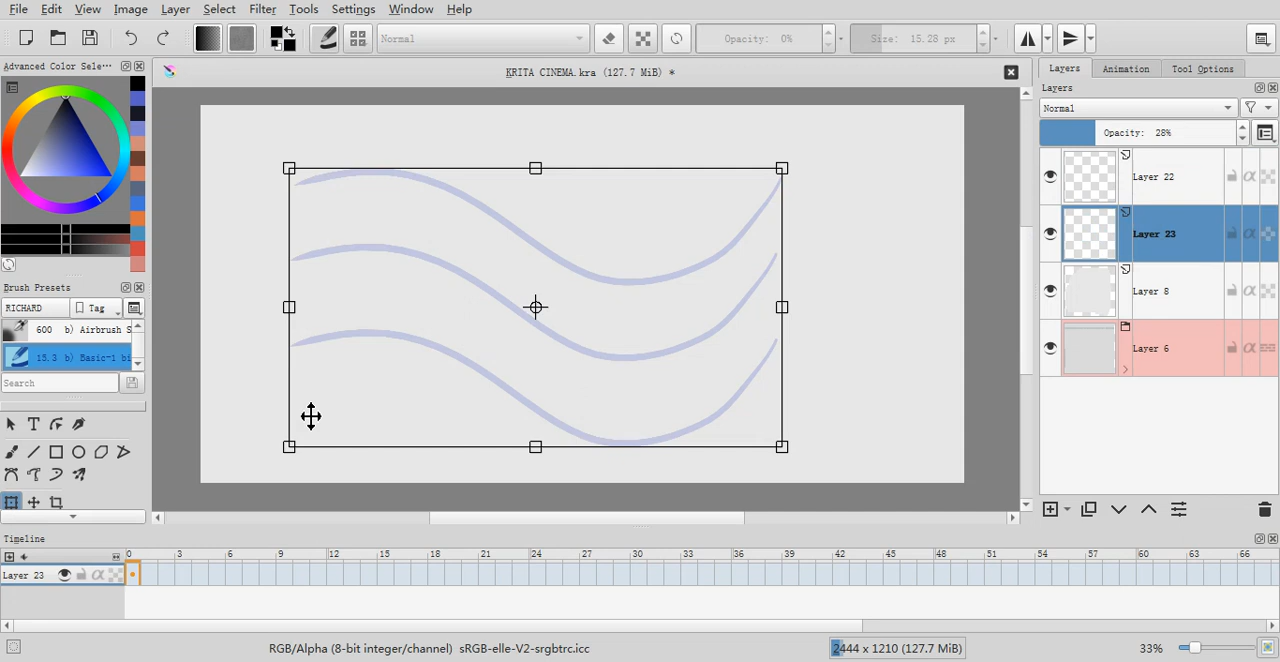 File Edit View Image Layer Select Filter Tools Settings Window Help
Normal Opacity: 0% Size: 15.28 px
Advanced Color Sele··· KRITA CINEMA.kra (127.7 MiB) * Layers Animation Tool Options
Layers
Normal
Opacity: 28%
Layer 22
Layer 23
Layer 8
Layer 6
Brush Presets
RICHARD Tag
600 b) Airbrush S
15.3 b) Basic-1 bi
Search
Timeline
0 3 6 9 12 15 18 21 24 27 30 33 36 39 42 45 48 51 54 57 60 63 66
Layer 23
RGB/Alpha (8-bit integer/channel) sRGB-elle-V2-srgbtrc.icc 2444 x 1210 (127.7 MiB) 33%